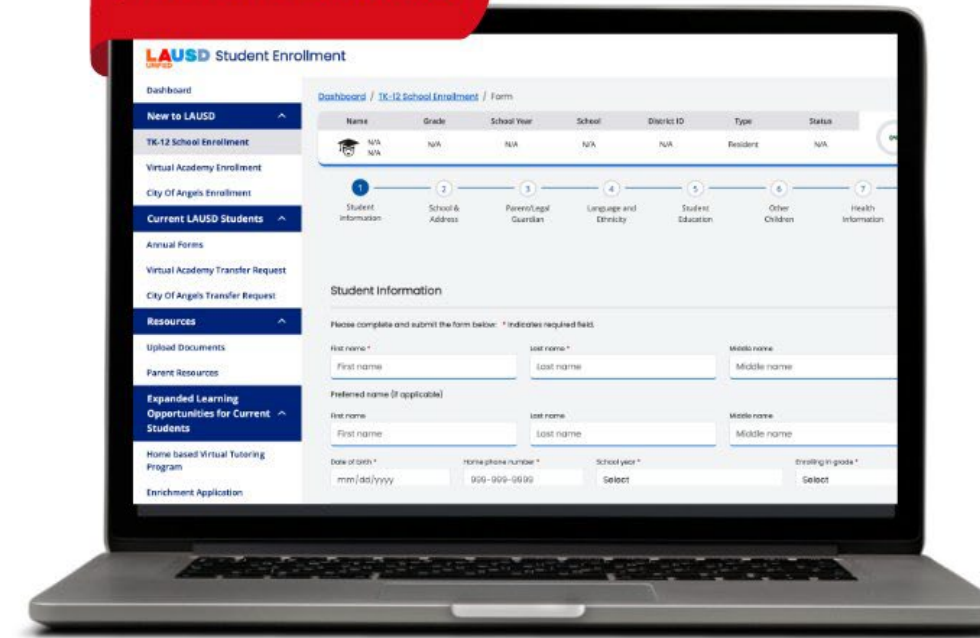 LAUSD Student Enrollment
UNIFIED
Dashboard
New to LAUSD
TK-12 School Enrollment
Virtual Academy Enrollment
City Of Angels Enrollment
Current LAUSD Students
Annual Forms
Virtual Academy Transfer Request
City Of Angels Transfer Request
Resources
Upload Documents
Parent Resources
Expanded Learning
Opportunities for Current
Students
Home based Virtual Tutoring
Program
Enrichment Application
Dashboard / TK-12 School Enrollment / Form
Name Grade School Year School District ID Type Status
N/A N/A N/A N/A N/A Resident N/A
N/A
1 2 3 4 5 6 7
Student School & Parent/Legal Language and Student Other Health
Information Address Guardian Ethnicity Education Children Information
Student Information
Please complete and submit the form below: * Indicates required field.
First name * Last name * Middle name
First name Last name Middle name
Preferred name (if applicable)
First name Last name Middle name
First name Last name Middle name
Date of birth * Home phone number * School year * Enrolling in grade *
mm/dd/yyyy 999-999-9999 Select Select